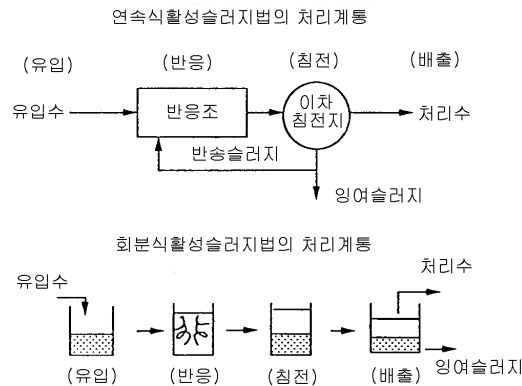 연속식활성슬러지법의 처리계통
(유입) (반응) (침전) (배출)
유입수 반응조 이차 침전지 처리수
반송슬러지
잉여슬러지
회분식활성슬러지법의 처리계통
유입수 처리수
잉여슬러지
(유입) (반응) (침전) (배출)